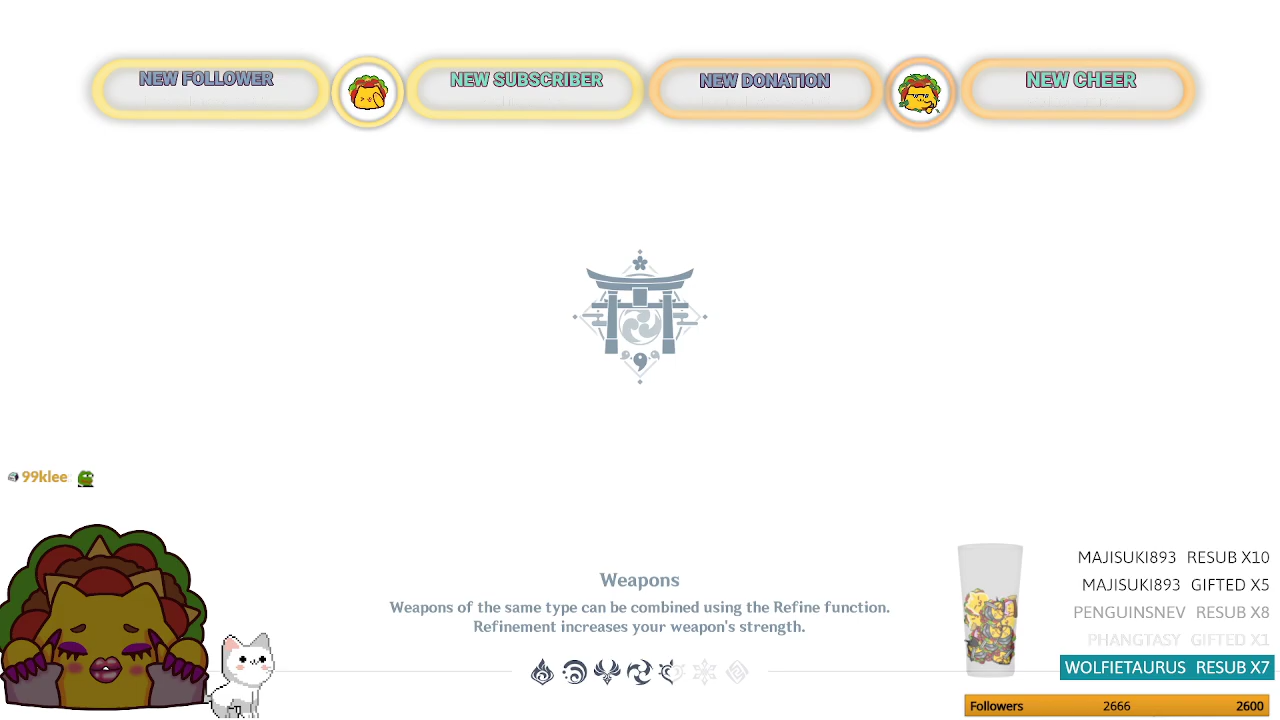 NEW FOLLOWER
NEW SUBSCRIBER
NEW DONATION
NEW CHEER
99klee
Weapons
Weapons of the same type can be combined using the Refine function.
Refinement increases your weapon's strength.
MAJISUKI893 RESUB X10
MAJISUKI893 GIFTED X5
PENGUINSNEV RESUB X8
PHANGTASY GIFTED X1
WOLFIETAURUS RESUB X7
Followers 2666 2600